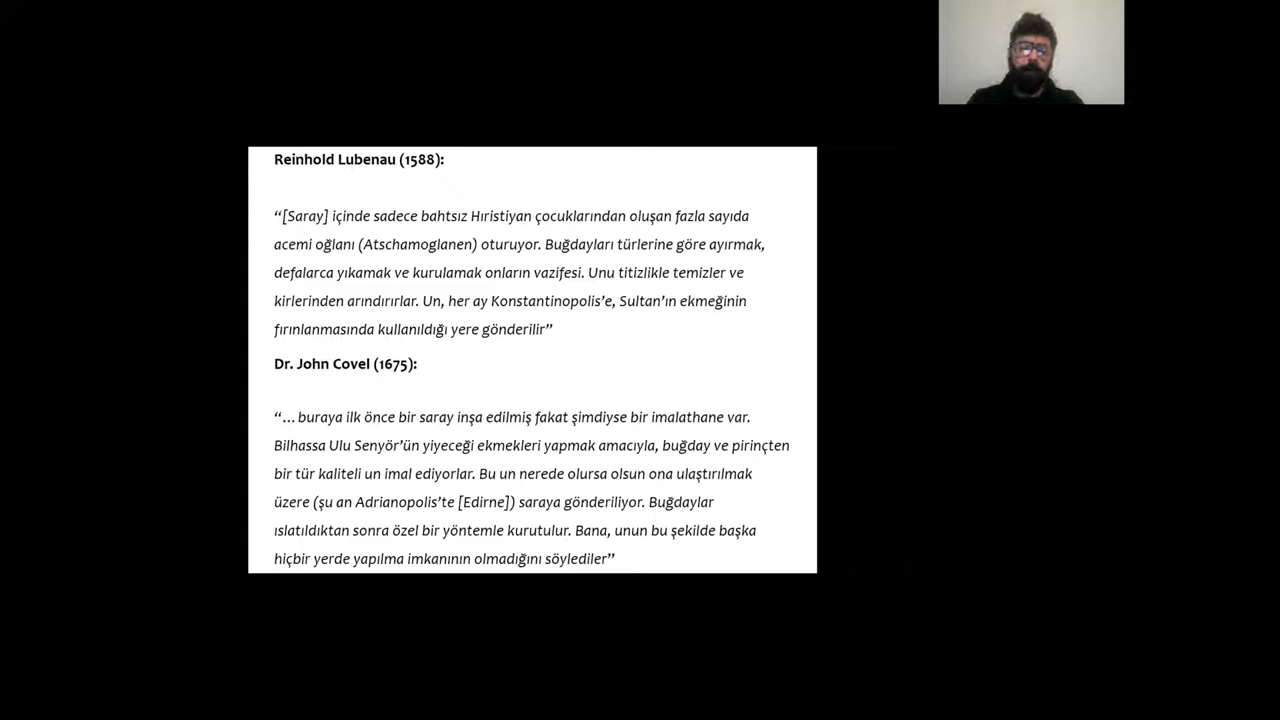 Reinhold Lubenau (1588):
“[Saray] içinde sadece bahtsız Hıristiyan çocuklarından oluşan fazla sayıda
acemi oğlanı (Atschamoglanen) oturuyor. Buğdayları türlerine göre ayırmak,
defalarca yıkamak ve kurulamak onların vazifesi. Unu titizlikle temizler ve
kirlerinden arındırırlar. Un, her ay Konstantinopolis’e, Sultan’ın ekmeğinin
fırınlanmasında kullanıldığı yere gönderilir”
Dr. John Covel (1675):
“… buraya ilk önce bir saray inşa edilmiş fakat şimdiyse bir imalathane var.
Bilhassa Ulu Senyör’ün yiyeceği ekmekleri yapmak amacıyla, buğday ve pirinçten
bir tür kaliteli un imal ediyorlar. Bu un nerede olursa olsun ona ulaştırılmak
üzere (şu an Adrianopolis’te [Edirne]) saraya gönderiliyor. Buğdaylar
ıslatıldıktan sonra özel bir yöntemle kurutulur. Bana, unun bu şekilde başka
hiçbir yerde yapılma imkanının olmadığını söylediler”